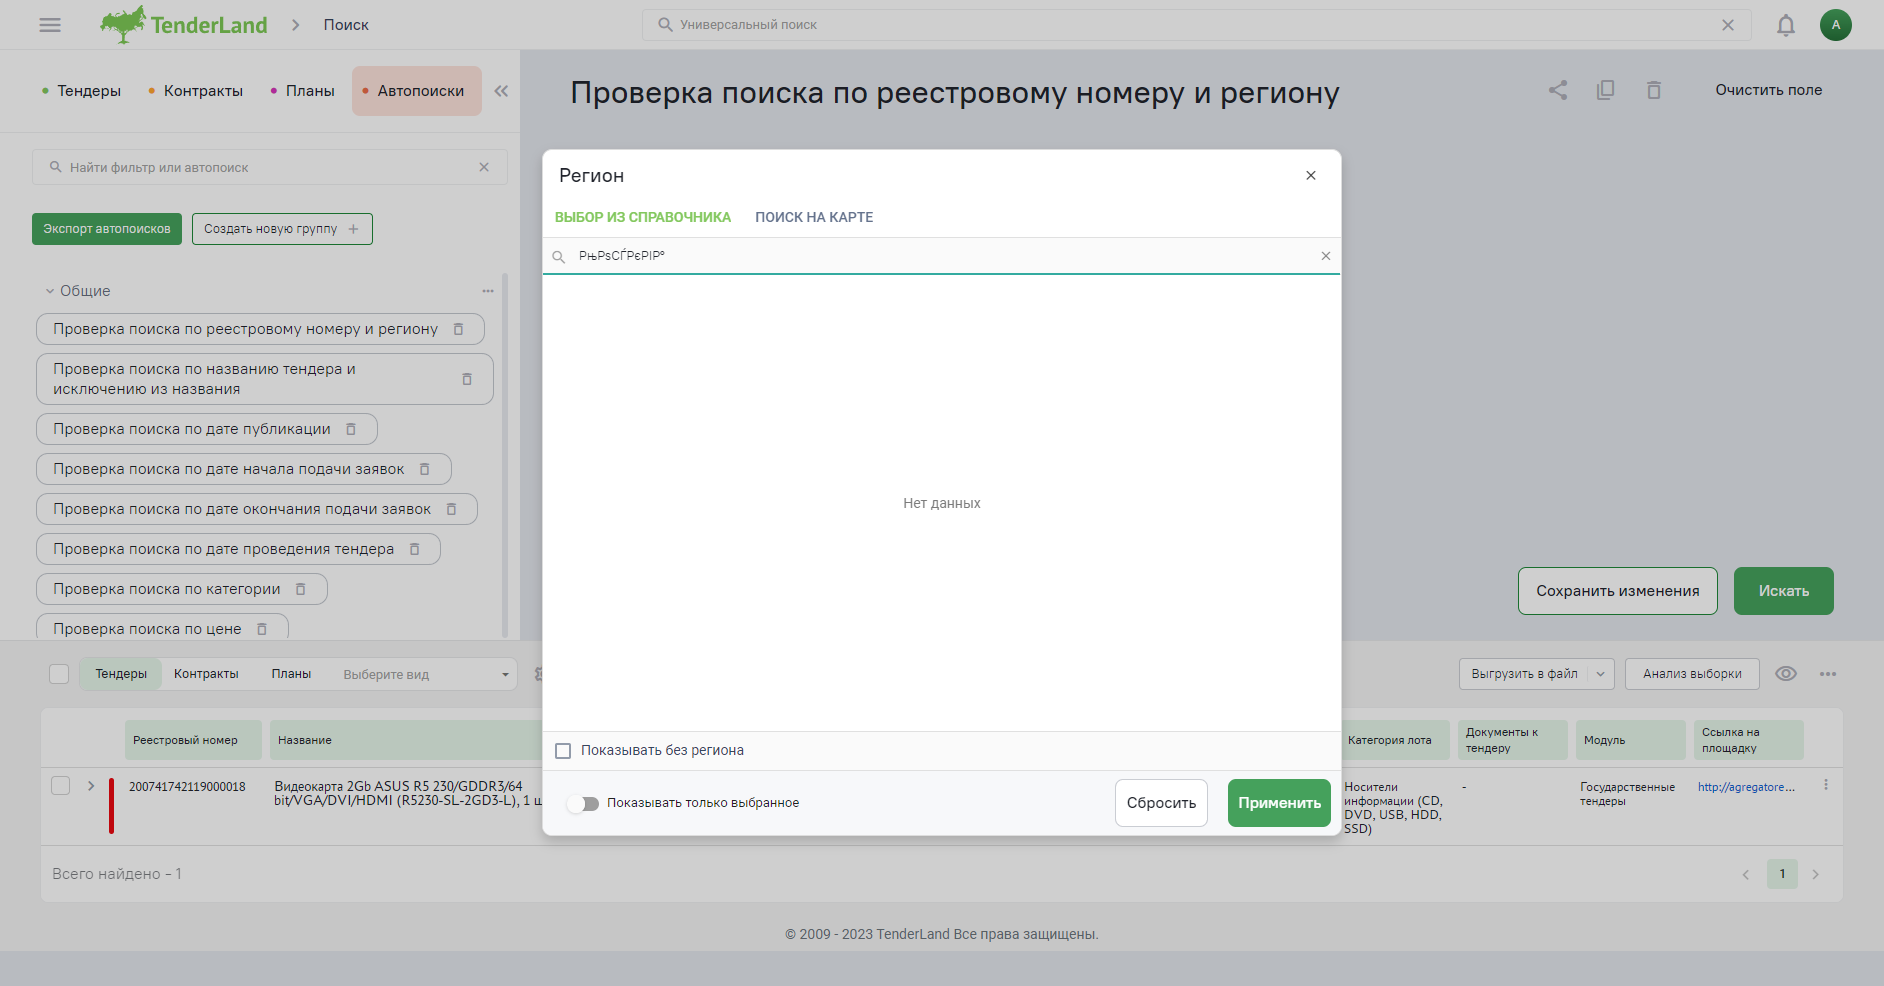 TenderLand
Поиск
Универсальный поиск
А
Тендеры
Контракты
Планы
Автопоиски
Проверка поиска по реестровому номеру и региону
Очистить поле
Найти фильтр или автопоиск
Экспорт автопоисков
Создать новую группу
Общие
Проверка поиска по реестровому номеру и региону
Проверка поиска по названию тендера и
исключению из названия
Проверка поиска по дате публикации
Проверка поиска по дате начала подачи заявок
Проверка поиска по дате окончания подачи заявок
Проверка поиска по дате проведения тендера
Проверка поиска по категории
Проверка поиска по цене
Регион
ВЫБОР ИЗ СПРАВОЧНИКА
ПОИСК НА КАРТЕ
РњРѕСЃРєРІР°
Нет данных
Показывать без региона
Показывать только выбранное
Сбросить
Применить
Сохранить изменения
Искать
Тендеры
Контракты
Планы
Выберите вид
Выгрузить в файл
Анализ выборки
Реестровый номер
Название
Категория лота
Документы к
тендеру
Модуль
Ссылка на
площадку
200741742119000018
Видеокарта 2Gb ASUS R5 230/GDDR3/64
bit/VGA/DVI/HDMI (R5230-SL-2GD3-L), 1 ш
Носители
информации (CD,
DVD, USB, HDD,
SSD)
-
Государственные
тендеры
http://agregatore...
Всего найдено - 1
1
© 2009 - 2023 TenderLand Все права защищены.